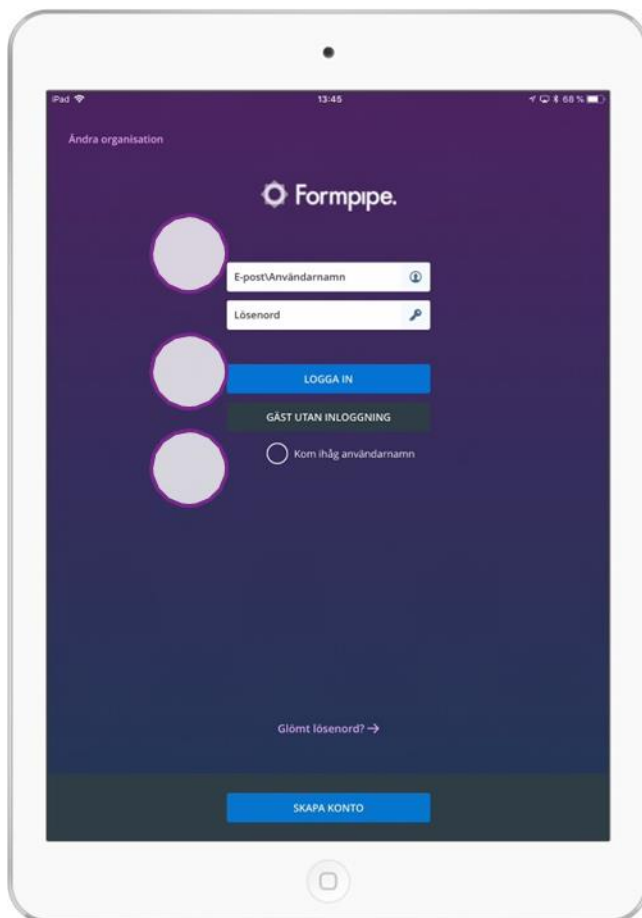 iPad 13:45 68 %
Ändra organisation
Formpipe.
E-post\Användarnamn
Lösenord
LOGGA IN
GÄST UTAN INLOGGNING
Kom ihåg användarnamn
Glömt lösenord? →
SKAPA KONTO